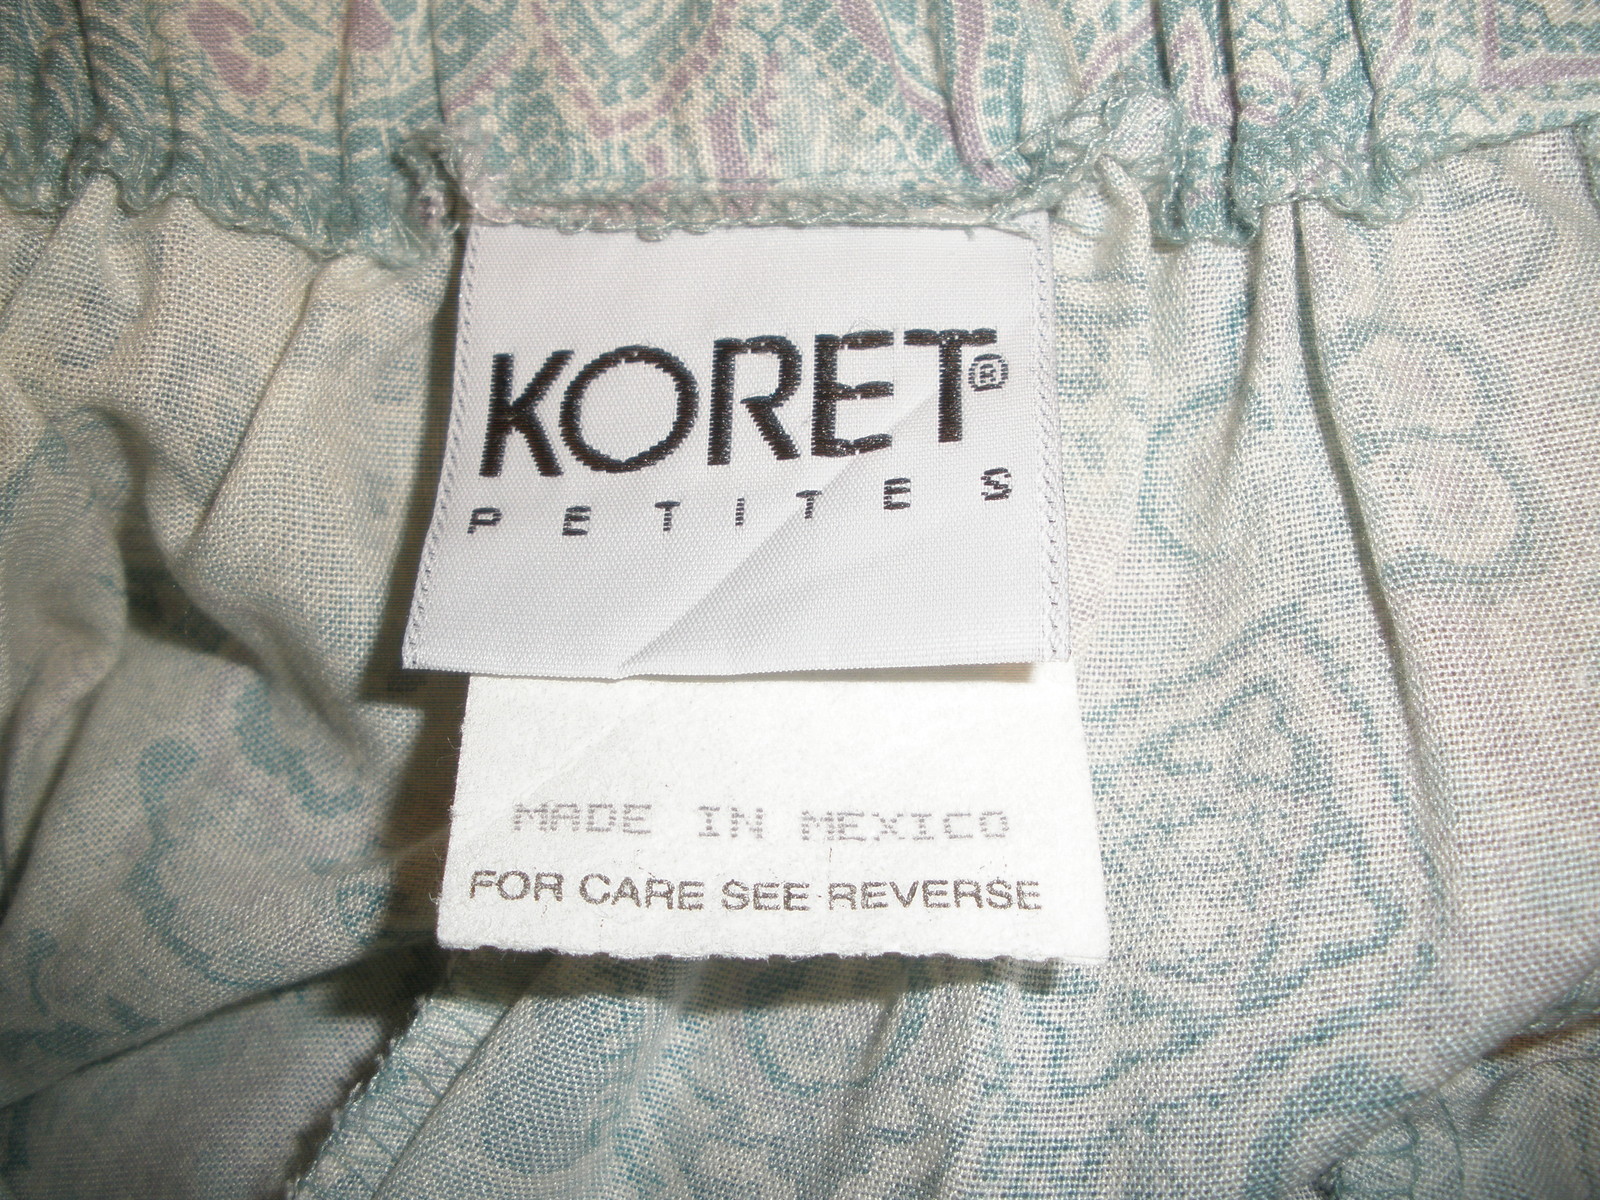 KORET®
PETITES
MADE IN MEXICO
FOR CARE SEE REVERSE